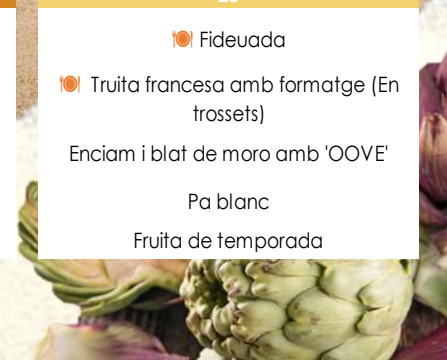 Fideuada
Truita francesa amb formatge (En
trossets)
Enciam i blat de moro amb 'OOVE'
Pa blanc
Fruita de temporada